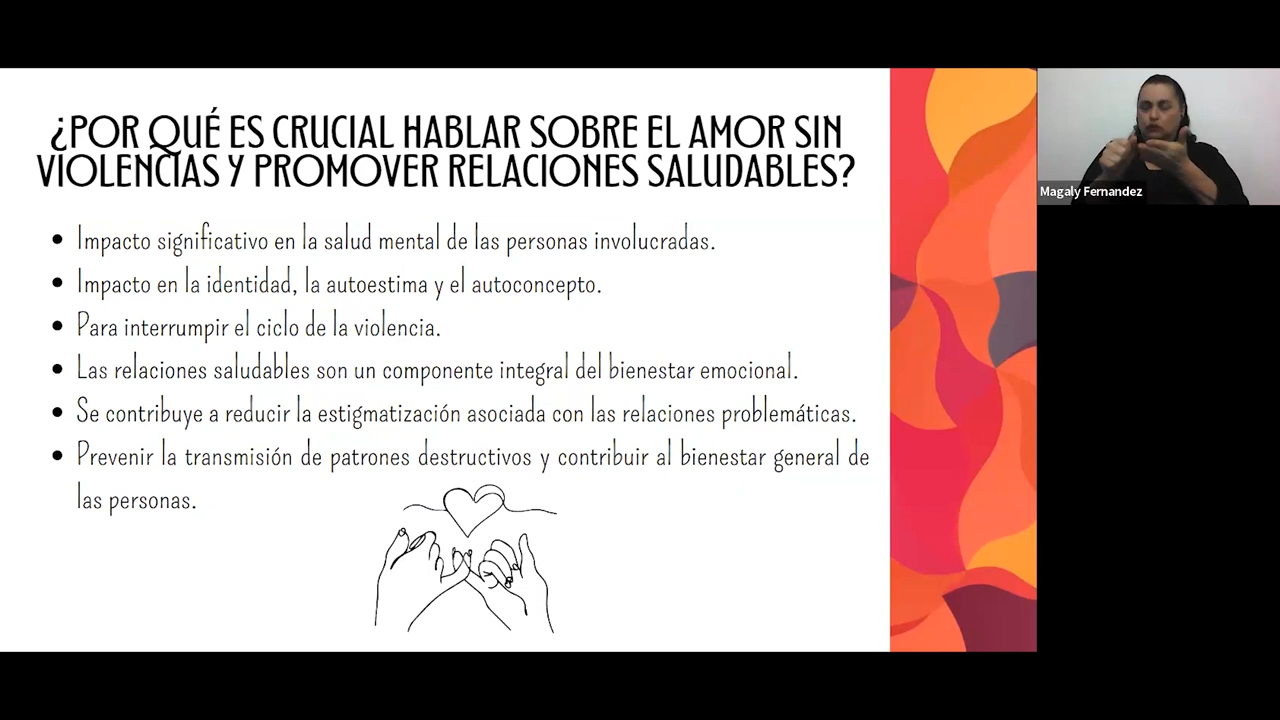 ¿POR QUÉ ES CRUCIAL HABLAR SOBRE EL AMOR SIN
VIOLENCIAS Y PROMOVER RELACIONES SALUDABLES?
• Impacto significativo en la salud mental de las personas involucradas.
• Impacto en la identidad, la autoestima y el autoconcepto.
• Para interrumpir el ciclo de la violencia.
• Las relaciones saludables son un componente integral del bienestar emocional.
• Se contribuye a reducir la estigmatización asociada con las relaciones problemáticas.
• Prevenir la transmisión de patrones destructivos y contribuir al bienestar general de
las personas.
Magaly Fernandez